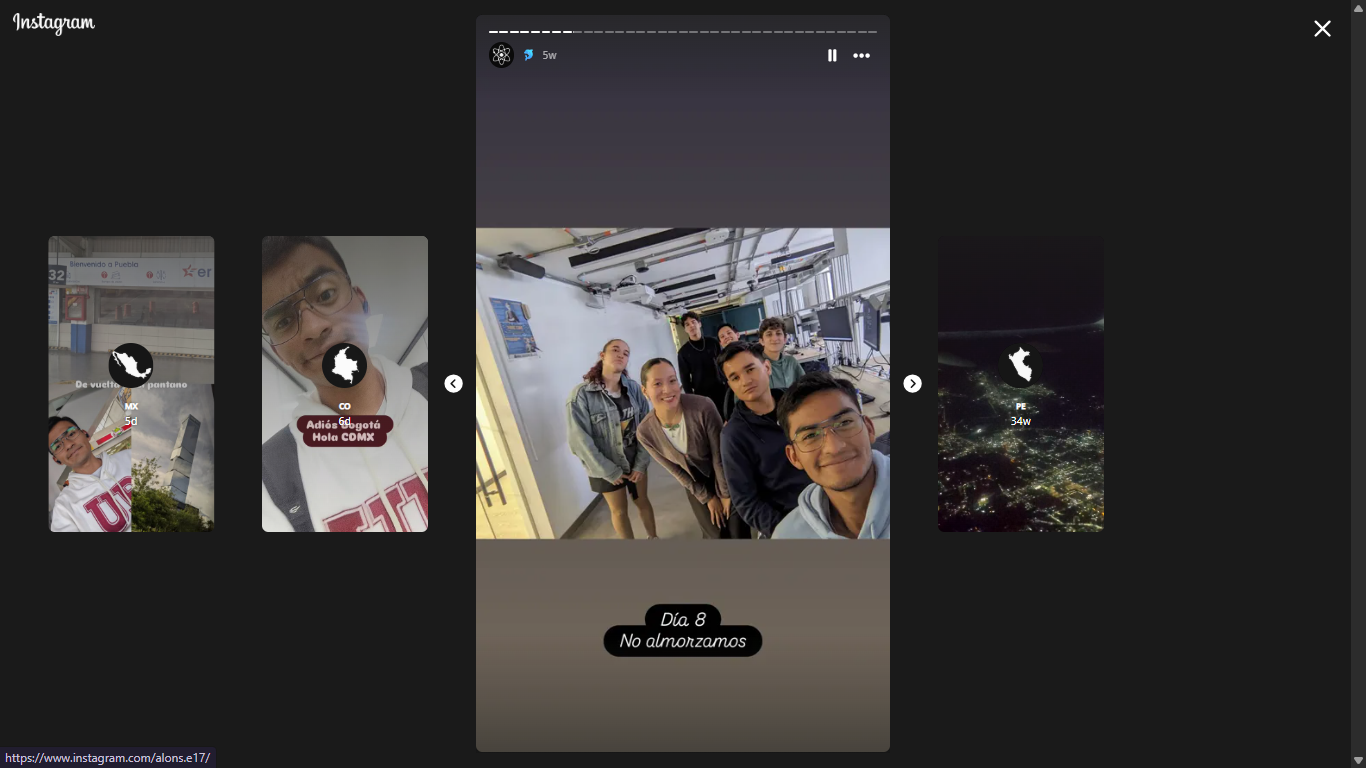 Instagram
5w
Bienvenido a Puebla
32
er
De vuelta
pantano
MX
5d
CO
6d
Adiós Bogotá
Hola CDMX
PE
34w
Día 8
No almorzamos
https://www.instagram.com/alons.e17/